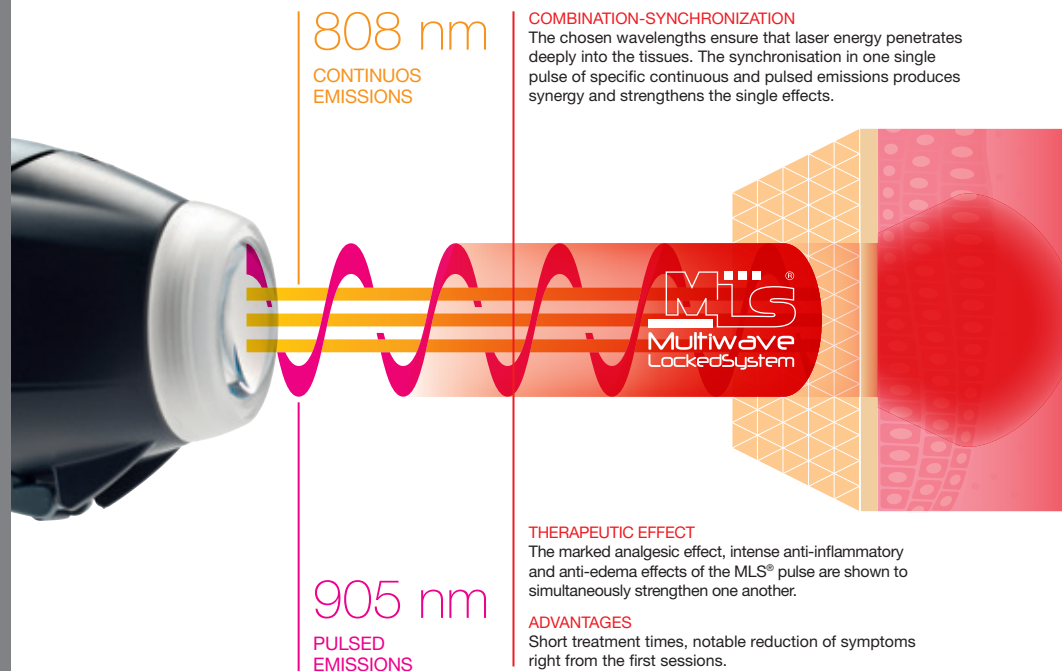 808 nm
CONTINUOS
EMISSIONS
COMBINATION-SYNCHRONIZATION
The chosen wavelengths ensure that laser energy penetrates
deeply into the tissues. The synchronisation in one single
pulse of specific continuous and pulsed emissions produces
synergy and strengthens the single effects.
MLS®
Multiwave
LockedSystem
905 nm
PULSED
EMISSIONS
THERAPEUTIC EFFECT
The marked analgesic effect, intense anti-inflammatory
and anti-edema effects of the MLS® pulse are shown to
simultaneously strengthen one another.
ADVANTAGES
Short treatment times, notable reduction of symptoms
right from the first sessions.